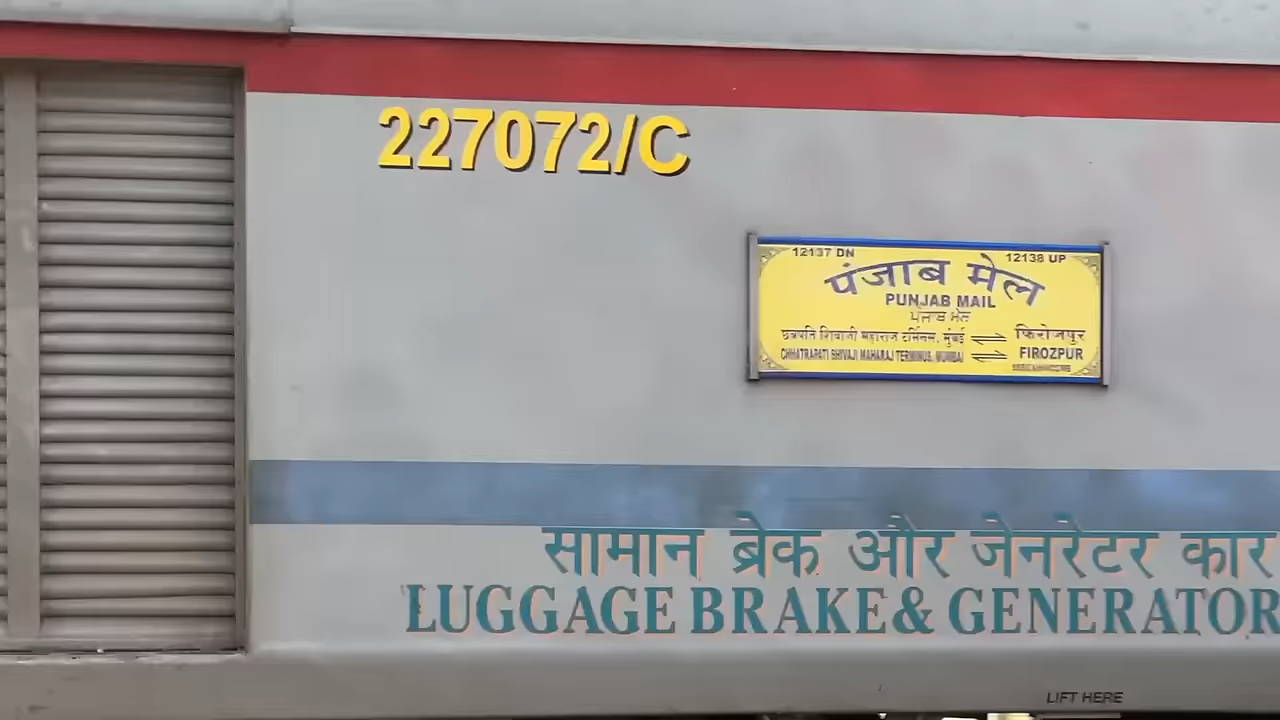 227072/C
12137 DN 12138 UP
पंजाब मेल
PUNJAB MAIL
ਪੰਜਾਬ ਮੇਲ
छत्रपति शिवाजी महाराज टर्मिनस, मुंबई ⇌ फिरोजपुर
CHHATRAPATI SHIVAJI MAHARAJ TERMINUS, MUMBAI ⇌ FIROZPUR
सामान ब्रेक और जेनरेटर कार
LUGGAGE BRAKE & GENERATOR
LIFT HERE